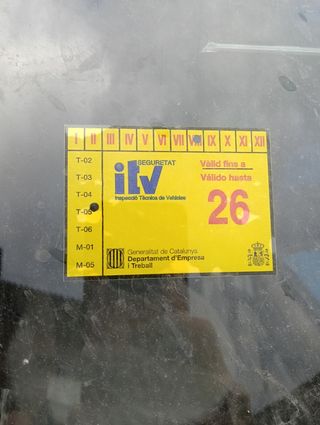 I II III IV V VI VII VIII IX X XI XII
T-02
T-03
T-04
T-05
T-06
M-01
M-05
SEGURETAT
itv
Inspecció Tècnica de Vehicles
Vàlid fins a
Válido hasta
26
Generalitat de Catalunya
Departament d'Empresa
i Treball